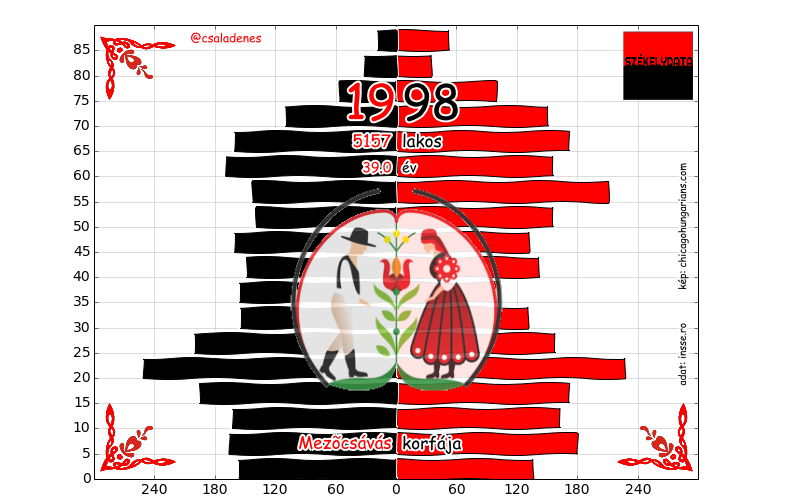 @csaladenes
SZÉKELYDATA
1998
5157 lakos
39.0 év
kép: chicagohungarians.com
adat: insse.ro
Mezõcsávás korfája
85
80
75
70
65
60
55
50
45
40
35
30
25
20
15
10
5
0
240 180 120 60 0 60 120 180 240